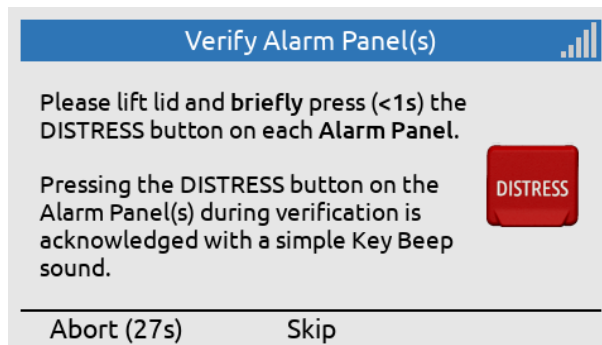 Verify Alarm Panel(s)
Please lift lid and briefly press (<1s) the
DISTRESS button on each Alarm Panel.
Pressing the DISTRESS button on the
Alarm Panel(s) during verification is
acknowledged with a simple Key Beep
sound.
DISTRESS
Abort (27s)
Skip